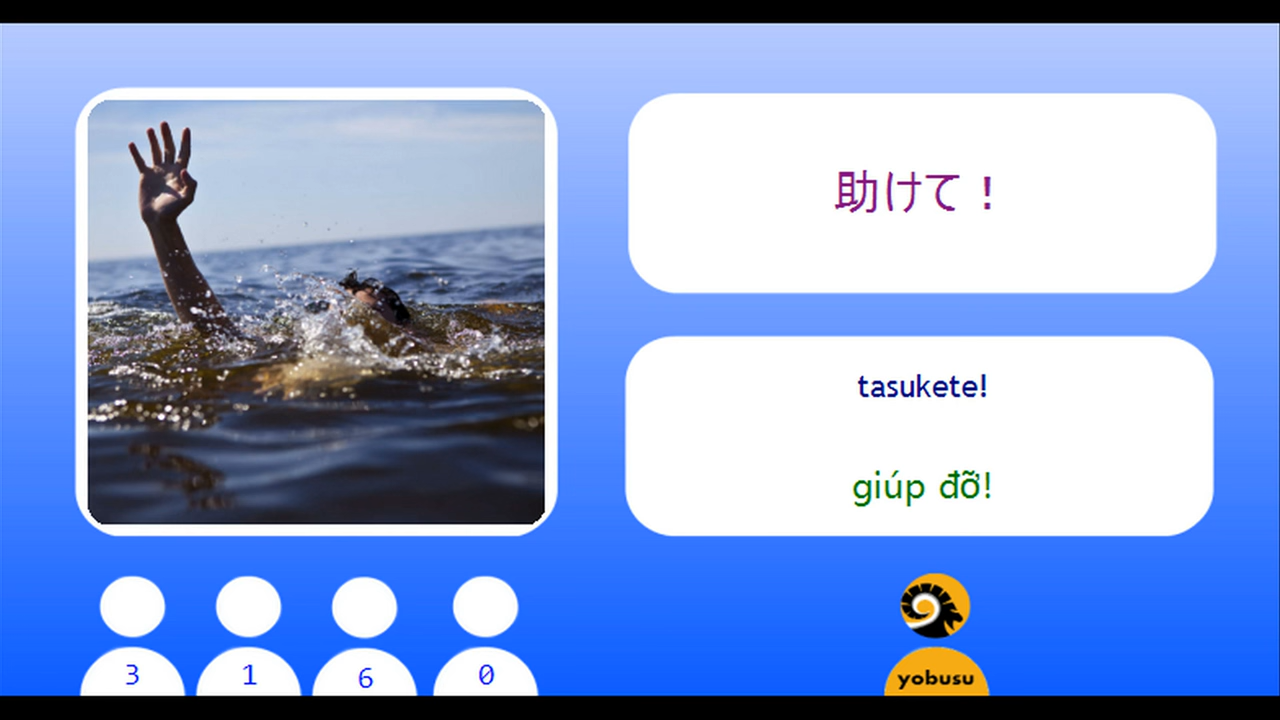 助けて！
tasukete!
giúp đỡ!
3 1 6 0
yobusu